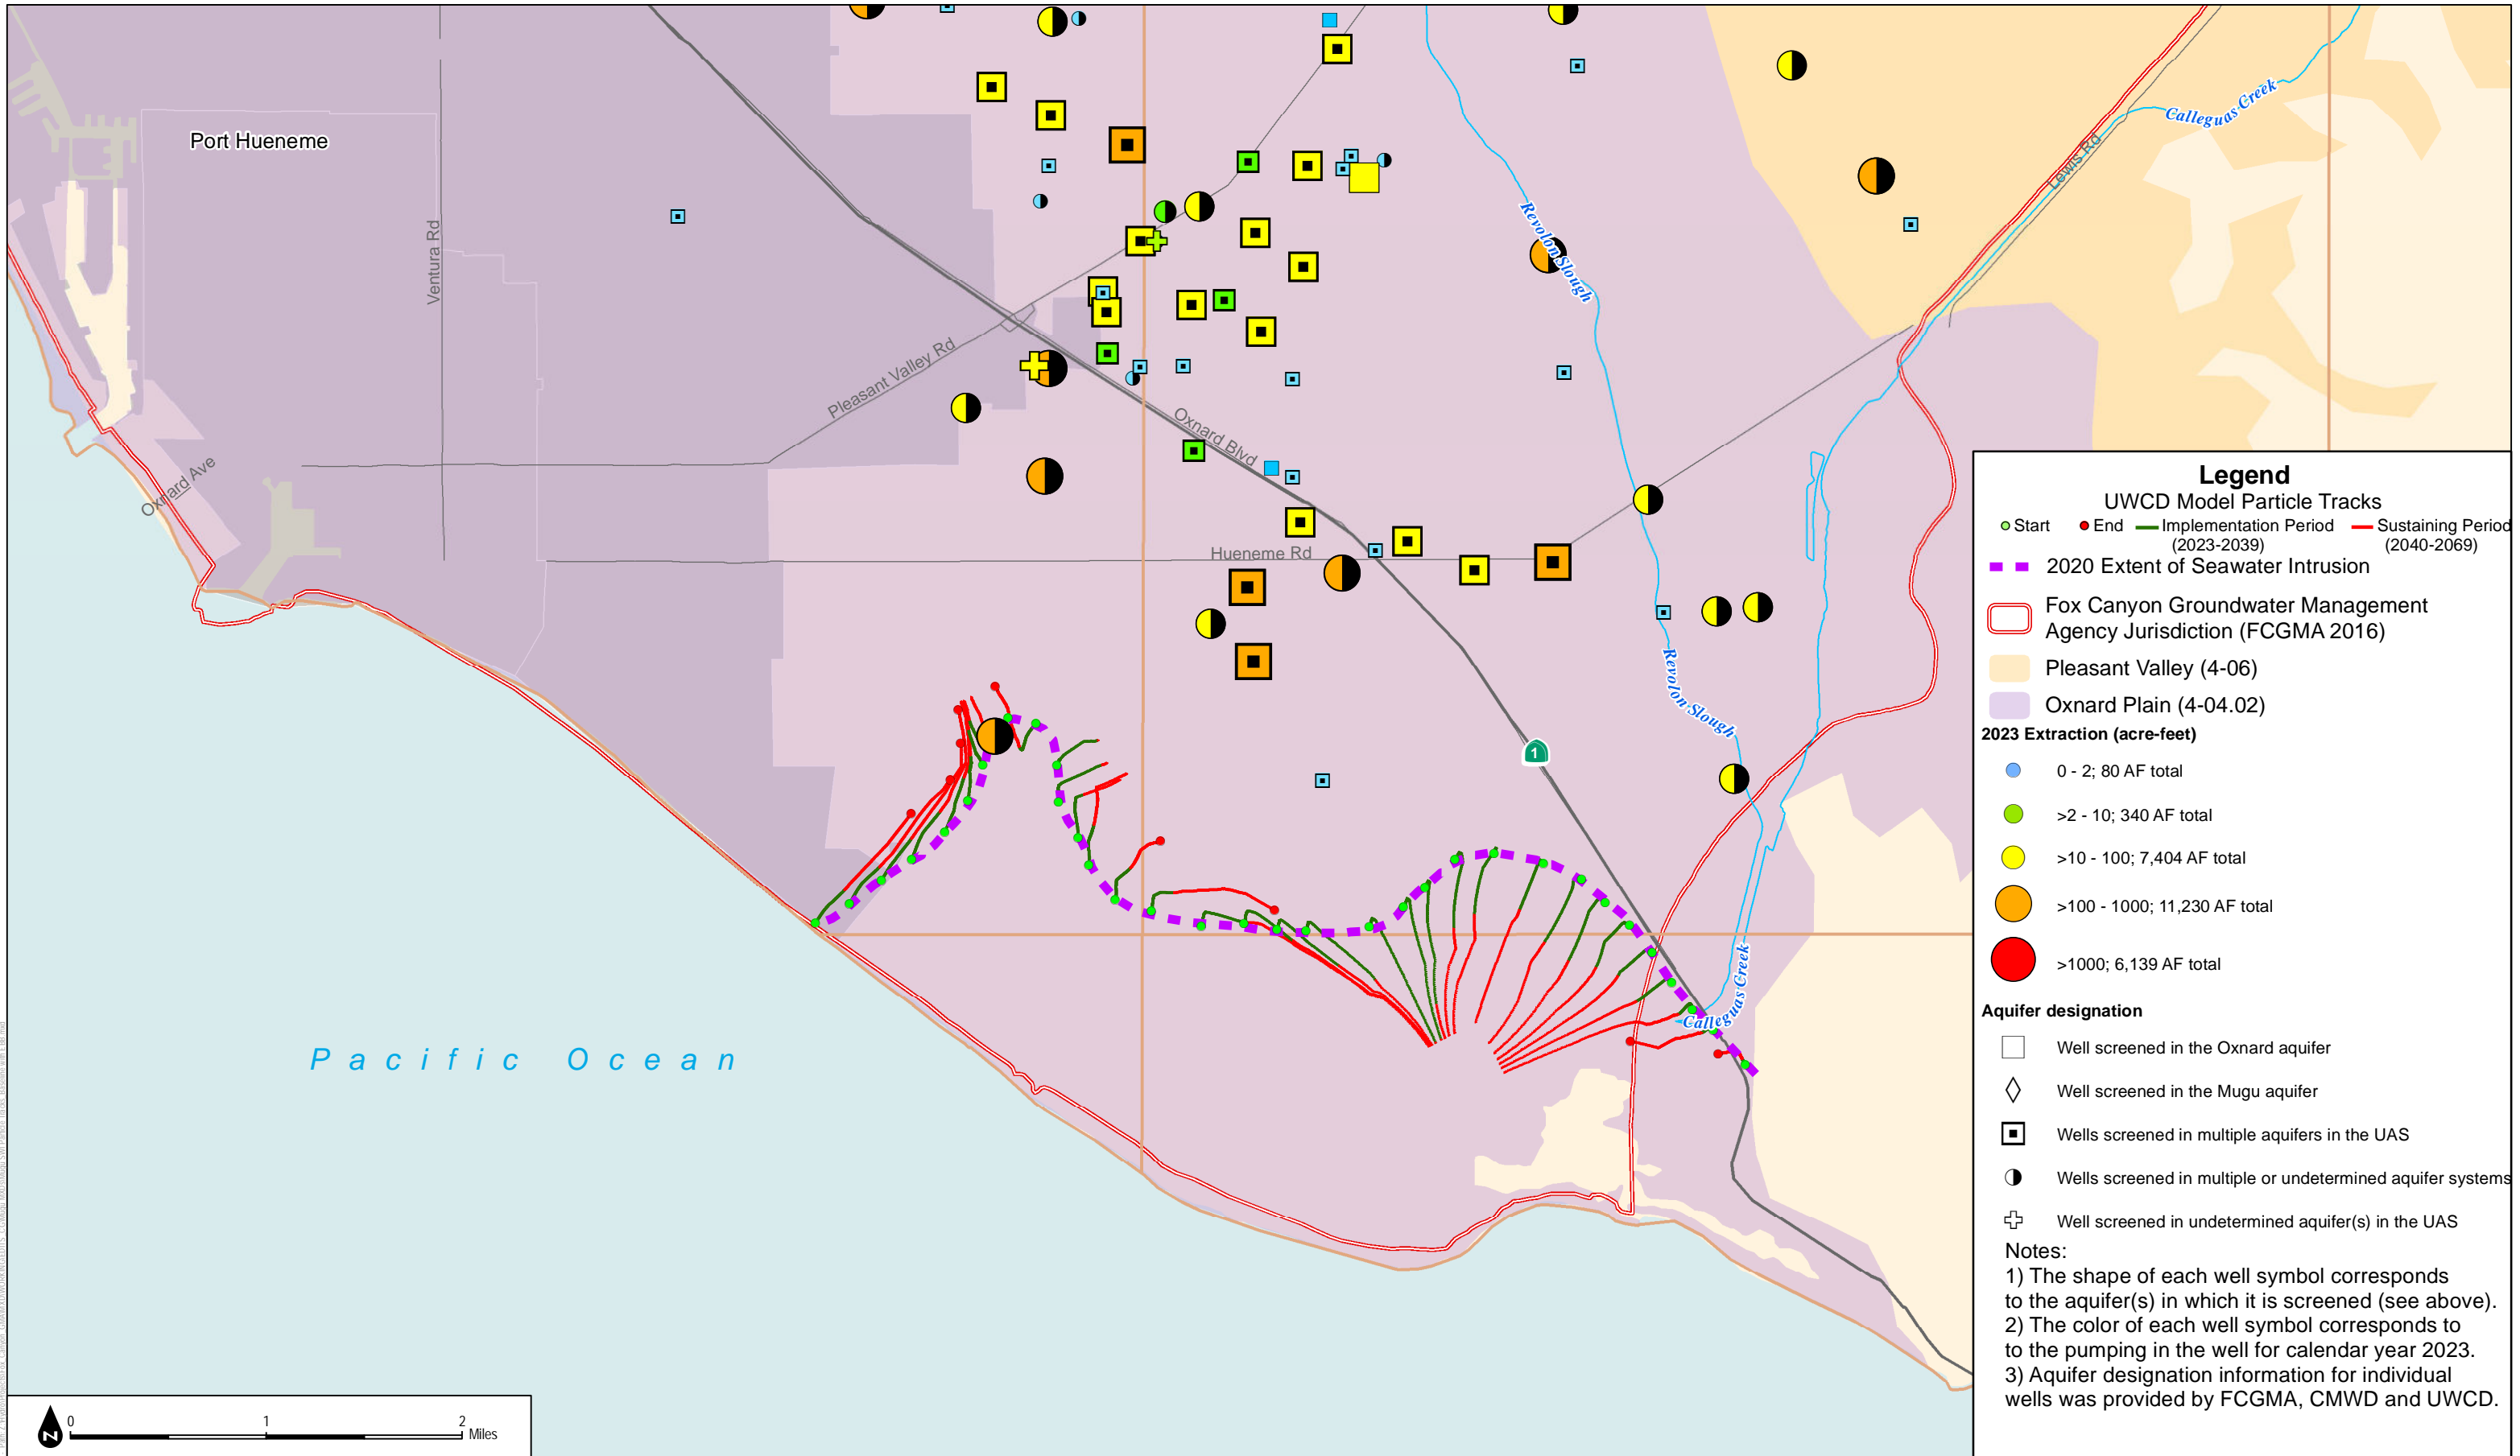 Port Hueneme
Ventura Rd
Oxnard Ave
Pleasant Valley Rd
Oxnard Blvd
Hueneme Rd
Revolon Slough
Revolon Slough
Calleguas Creek
Lewis Rd
1
Calleguas Creek
Pacific Ocean
0 1 2 Miles
N
Legend
UWCD Model Particle Tracks
Start End Implementation Period Sustaining Period
(2023-2039) (2040-2069)
2020 Extent of Seawater Intrusion
Fox Canyon Groundwater Management
Agency Jurisdiction (FCGMA 2016)
Pleasant Valley (4-06)
Oxnard Plain (4-04.02)
2023 Extraction (acre-feet)
0 - 2; 80 AF total
>2 - 10; 340 AF total
>10 - 100; 7,404 AF total
>100 - 1000; 11,230 AF total
>1000; 6,139 AF total
Aquifer designation
Well screened in the Oxnard aquifer
Well screened in the Mugu aquifer
Wells screened in multiple aquifers in the UAS
Wells screened in multiple or undetermined aquifer systems
Well screened in undetermined aquifer(s) in the UAS
Notes:
1) The shape of each well symbol corresponds
to the aquifer(s) in which it is screened (see above).
2) The color of each well symbol corresponds to
to the pumping in the well for calendar year 2023.
3) Aquifer designation information for individual
wells was provided by FCGMA, CMWD and UWCD.